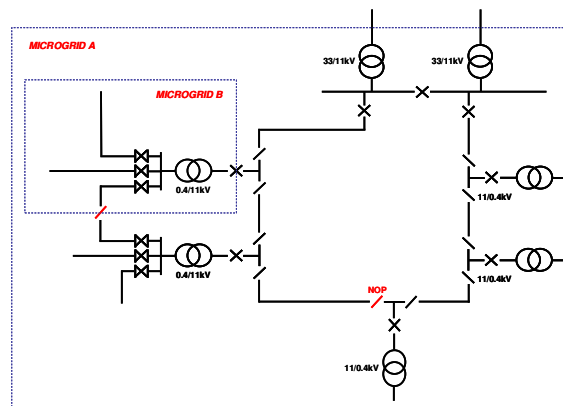 MICROGRID A
33/11kV
33/11kV
MICROGRID B
0.4/11kV
11/0.4kV
0.4/11kV
11/0.4kV
NOP
11/0.4kV